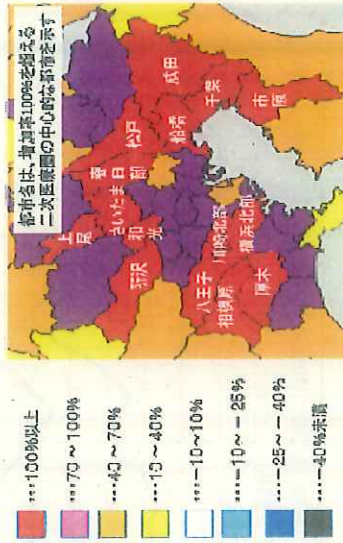 都市名は、増加率100%を超える
二次医療圏の中心的な都市を示す
上尾
春日部
さいたま
和光
所沢
松戸
成田
船橋
千葉
市原
川崎北部
横浜北部
八王子
相模原
厚木
…100%以上
…70～100%
…40～70%
…10～40%
…－10～10%
…－10～－25%
…－25～－40%
…－40%未満